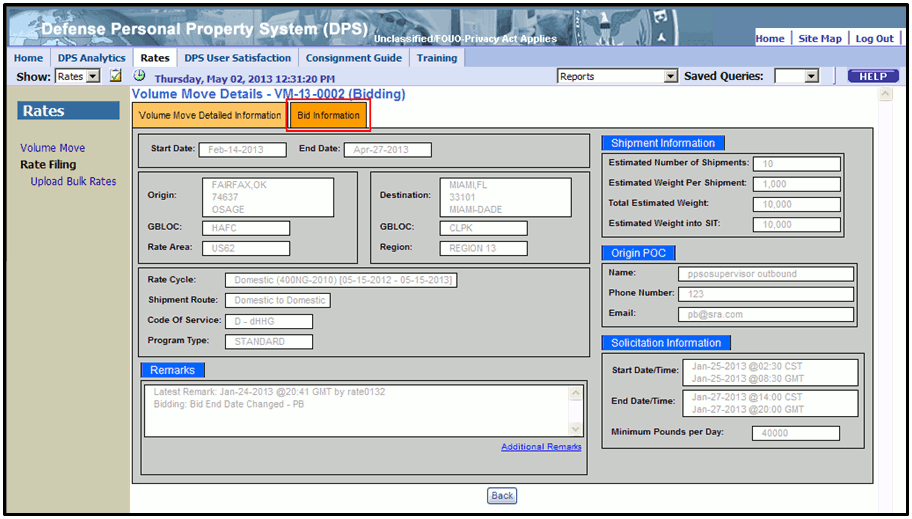 Defense Personal Property System (DPS)
Unclassified/FOUO-Privacy Act Applies
Home Site Map Log Out
Home DPS Analytics Rates DPS User Satisfaction Consignment Guide Training
Show: Rates Thursday, May 02, 2013 12:31:20 PM Reports Saved Queries: HELP
Rates
Volume Move
Rate Filing
Upload Bulk Rates
Volume Move Details - VM-13-0002 (Bidding)
Volume Move Detailed Information Bid Information
Start Date: Feb-14-2013 End Date: Apr-27-2013
Origin: FAIRFAX,OK
74637
OSAGE
GBLOC: HAFC
Rate Area: US62
Destination: MIAMI,FL
33101
MIAMI-DADE
GBLOC: CLPK
Region: REGION 13
Rate Cycle: Domestic (400NG-2010) [05-15-2012 - 05-15-2013]
Shipment Route: Domestic to Domestic
Code Of Service: D - dHHG
Program Type: STANDARD
Remarks
Latest Remark: Jan-24-2013 @20:41 GMT by rate0132
Bidding: Bid End Date Changed - PB
Additional Remarks
Shipment Information
Estimated Number of Shipments: 10
Estimated Weight Per Shipment: 1,000
Total Estimated Weight: 10,000
Estimated Weight into SIT: 10,000
Origin POC
Name: ppsosupervisor outbound
Phone Number: 123
Email: pb@sra.com
Solicitation Information
Start Date/Time: Jan-25-2013 @02:30 CST
Jan-25-2013 @08:30 GMT
End Date/Time: Jan-27-2013 @14:00 CST
Jan-27-2013 @20:00 GMT
Minimum Pounds per Day: 40000
Back